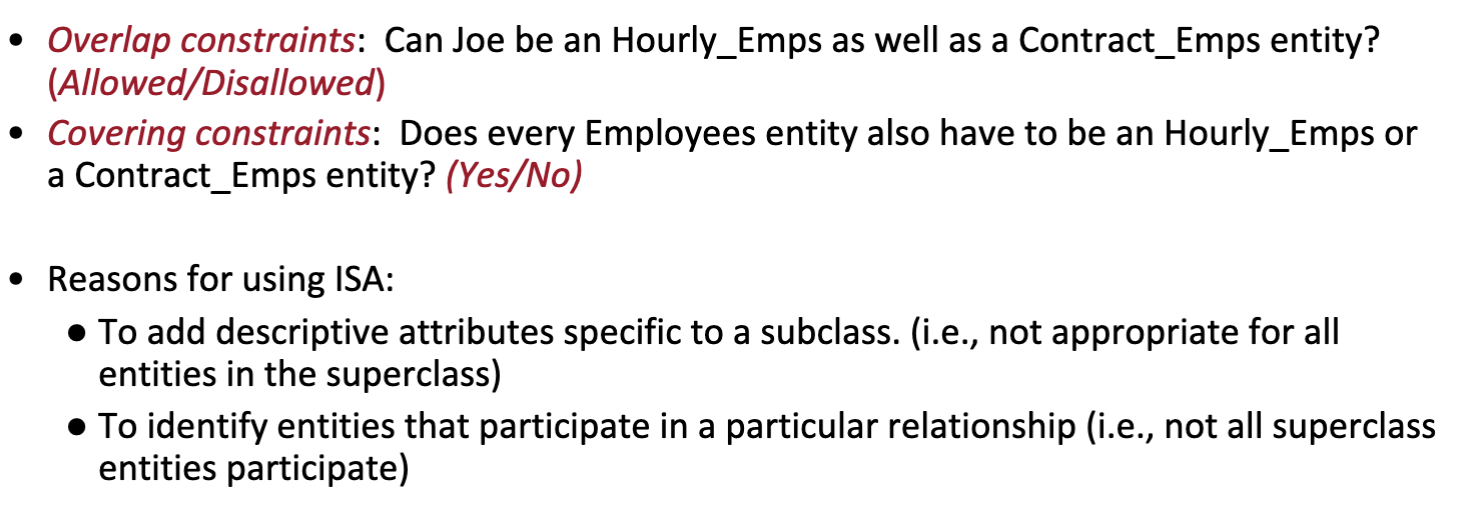 • Overlap constraints: Can Joe be an Hourly_Emps as well as a Contract_Emps entity?
(Allowed/Disallowed)
• Covering constraints: Does every Employees entity also have to be an Hourly_Emps or
a Contract_Emps entity? (Yes/No)
• Reasons for using ISA:
• To add descriptive attributes specific to a subclass. (i.e., not appropriate for all
entities in the superclass)
• To identify entities that participate in a particular relationship (i.e., not all superclass
entities participate)